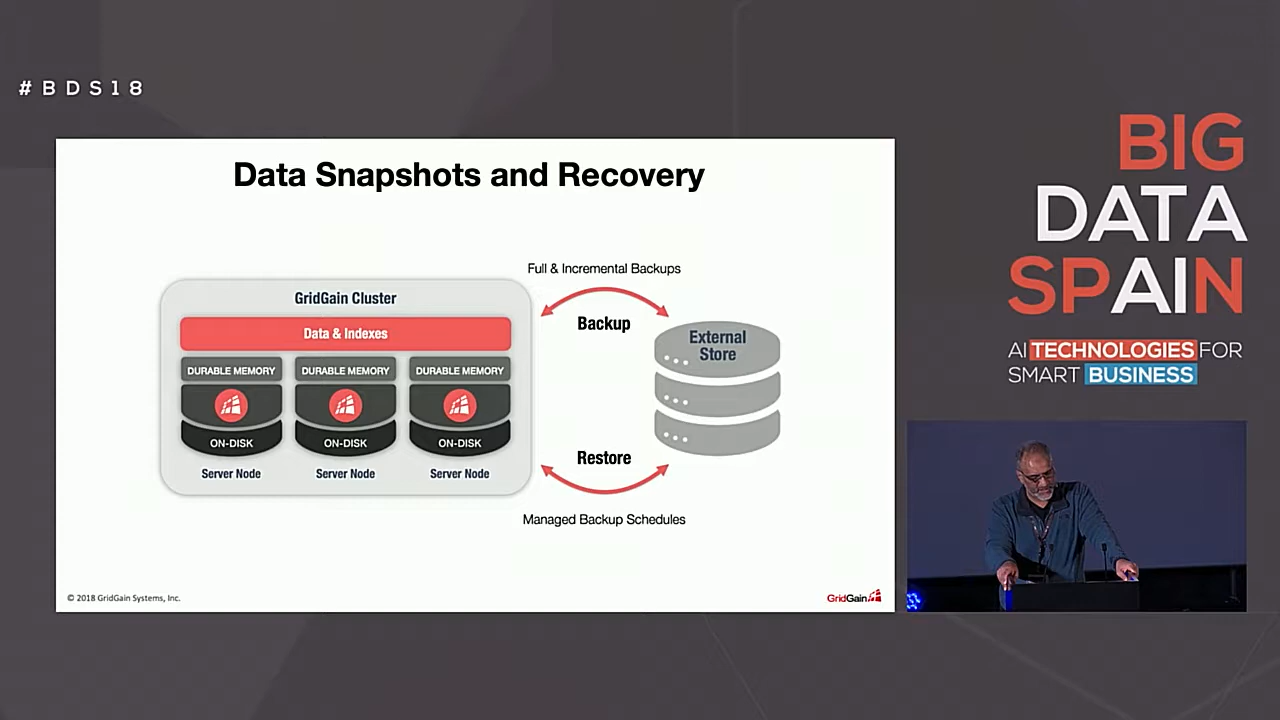 #BDS18
BIG
DATA
SPAIN
AI TECHNOLOGIES FOR
SMART BUSINESS
Data Snapshots and Recovery
Full & Incremental Backups
GridGain Cluster
Data & Indexes
Backup
External
Store
DURABLE MEMORY
DURABLE MEMORY
DURABLE MEMORY
ON-DISK
ON-DISK
ON-DISK
Server Node
Server Node
Server Node
Restore
Managed Backup Schedules
© 2018 GridGain Systems, Inc.
GridGain